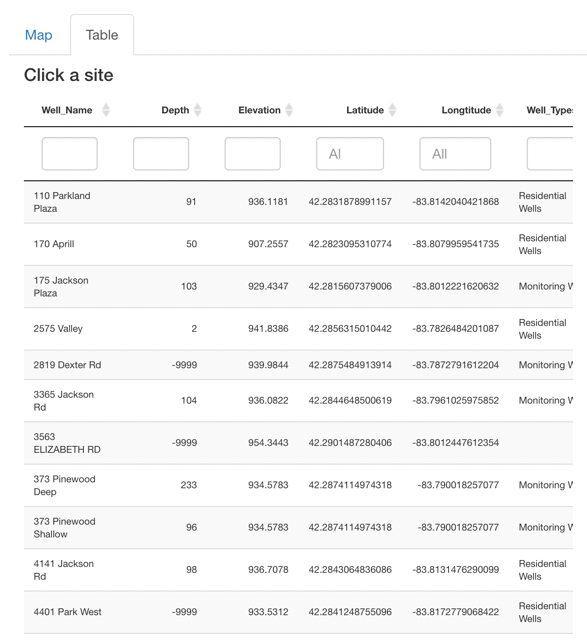 Map Table
Click a site
Well_Name Depth Elevation Latitude Longtitude Well_Types
Al All
110 Parkland
Plaza 91 936.1181 42.2831878991157 -83.8142040421868 Residential
Wells
170 Aprill 50 907.2557 42.2823095310774 -83.8079959541735 Residential
Wells
175 Jackson
Plaza 103 929.4347 42.2815607379006 -83.8012221620632 Monitoring W
2575 Valley 2 941.8386 42.2856315010442 -83.7826484201087 Residential
Wells
2819 Dexter Rd -9999 939.9844 42.2875484913914 -83.7872791612204 Monitoring W
3365 Jackson
Rd 104 936.0822 42.2844648500619 -83.7961025975852 Monitoring W
3563
ELIZABETH RD -9999 954.3443 42.2901487280406 -83.8012447612354
373 Pinewood
Deep 233 934.5783 42.2874114974318 -83.790018257077 Monitoring W
373 Pinewood
Shallow 96 934.5783 42.2874114974318 -83.790018257077 Monitoring W
4141 Jackson
Rd 98 936.7078 42.2843064836086 -83.8131476290099 Residential
Wells
4401 Park West -9999 933.5312 42.2841248755096 -83.8172779068422 Residential
Wells